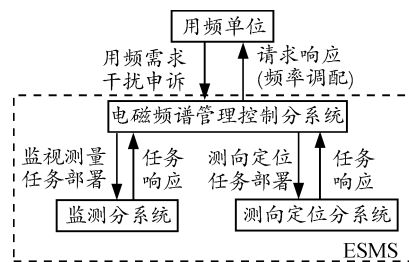 用频单位
用频需求
干扰申诉
请求响应
(频率调配)
电磁频谱管理控制分系统
监视测量
任务部署
任务
响应
测向定位
任务部署
任务
响应
监测分系统
测向定位分系统
ESMS